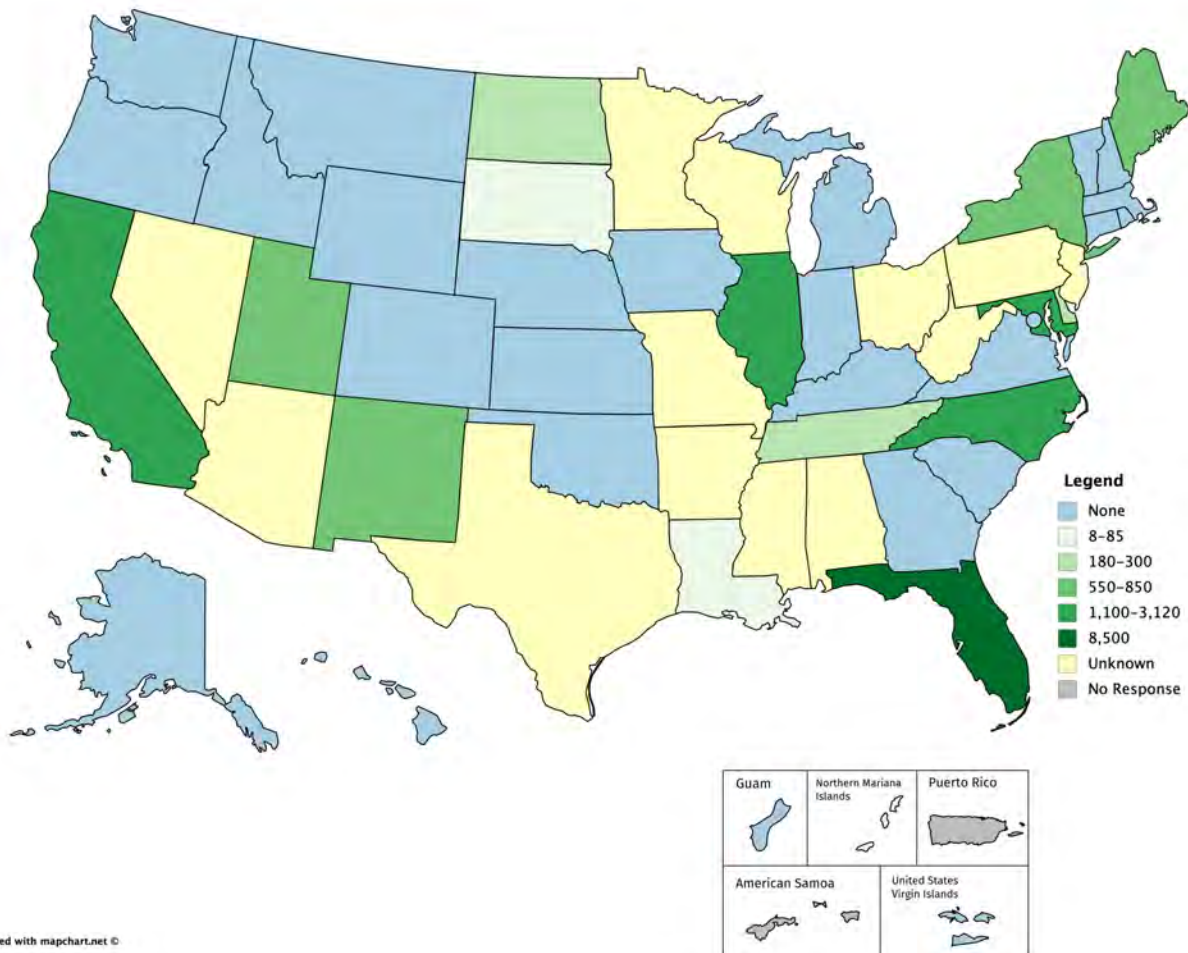 Legend
None
8–85
180–300
550–850
1,100–3,120
8,500
Unknown
No Response
Guam
Northern Mariana
Islands
Puerto Rico
American Samoa
United States
Virgin Islands
ed with mapchart.net ©